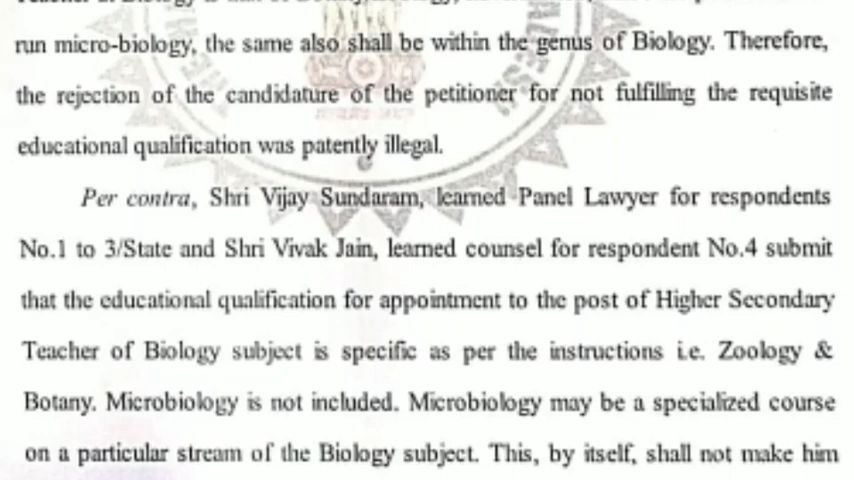 run micro-biology, the same also shall be within the genus of Biology. Therefore,
the rejection of the candidature of the petitioner for not fulfilling the requisite
educational qualification was patently illegal.
Per contra, Shri Vijay Sundaram, learned Panel Lawyer for respondents
No.1 to 3/State and Shri Vivak Jain, learned counsel for respondent No.4 submit
that the educational qualification for appointment to the post of Higher Secondary
Teacher of Biology subject is specific as per the instructions i.e. Zoology &
Botany. Microbiology is not included. Microbiology may be a specialized course
on a particular stream of the Biology subject. This, by itself, shall not make him